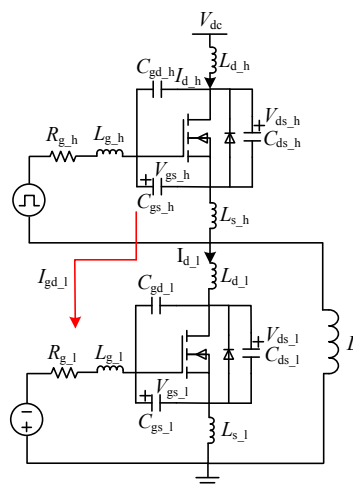 V_dc
L_d_h
C_gd_h I_d_h
R_g_h L_g_h
V_ds_h
C_ds_h
V_gs_h
C_gs_h
L_s_h
I_d_l
I_gd_l
L_d_l
C_gd_l
R_g_l L_g_l
V_ds_l
C_ds_l
L
V_gs_l
C_gs_l
L_s_l